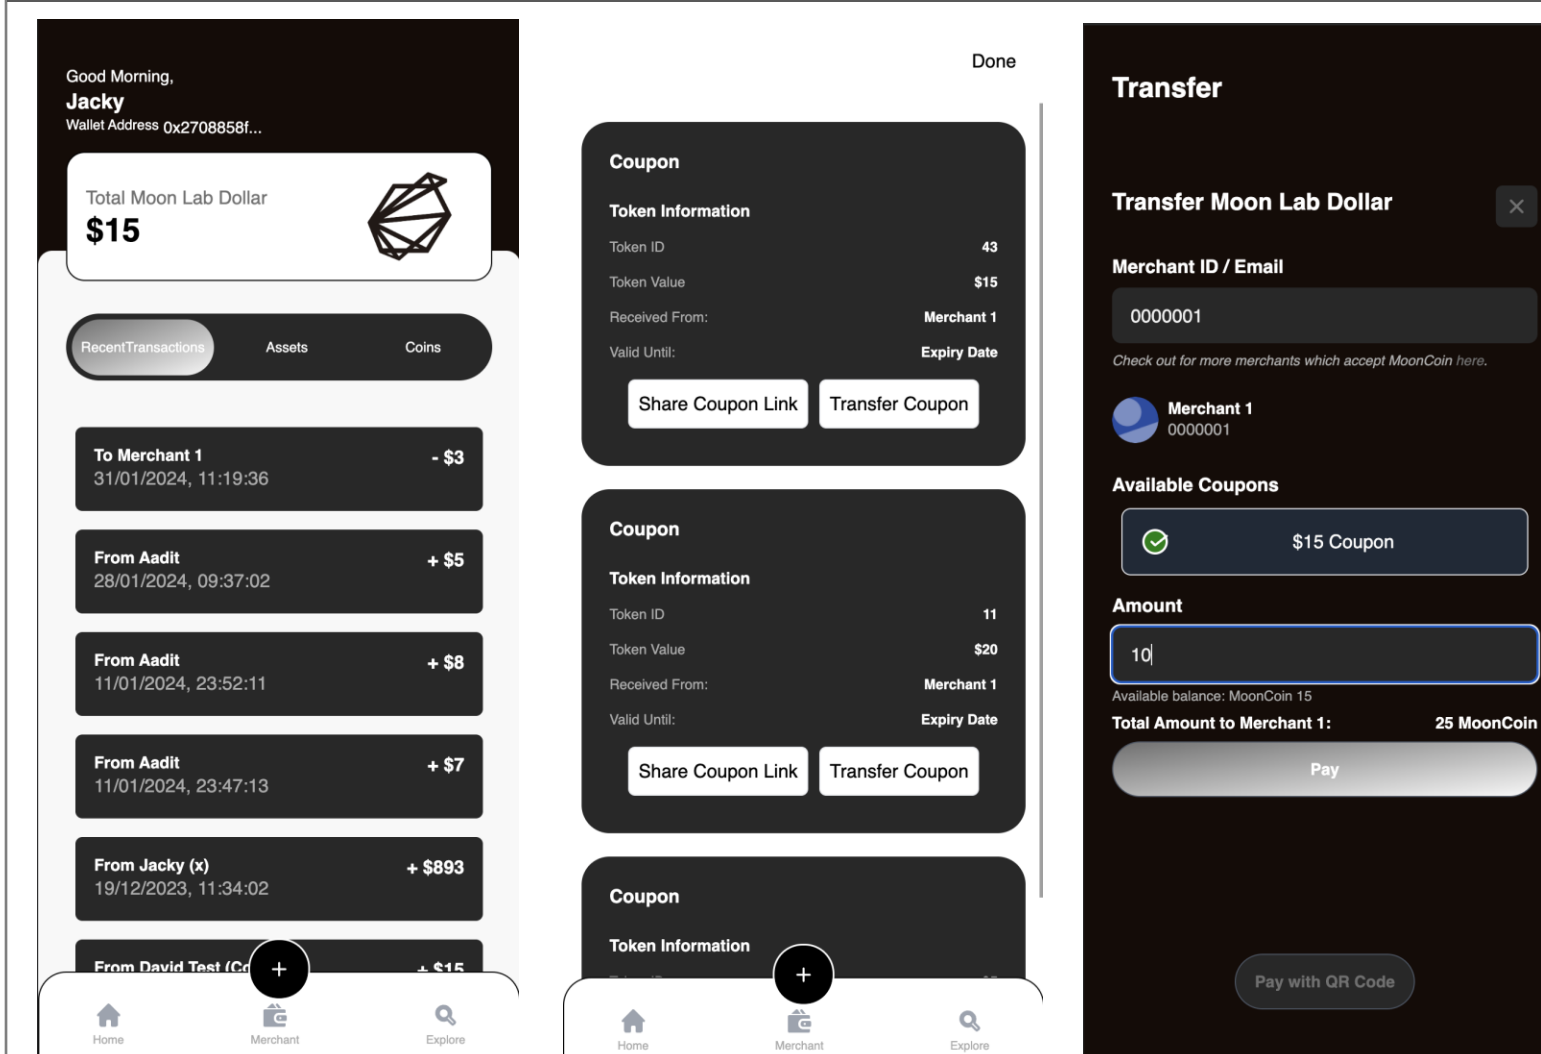 Good Morning,
Jacky
Wallet Address 0x2708858f...
Total Moon Lab Dollar
$15
RecentTransactions Assets Coins
To Merchant 1 - $3
31/01/2024, 11:19:36
From Aadit + $5
28/01/2024, 09:37:02
From Aadit + $8
11/01/2024, 23:52:11
From Aadit + $7
11/01/2024, 23:47:13
From Jacky (x) + $893
19/12/2023, 11:34:02
From David Test (Co + $15
+
Home Merchant Explore
Done
Coupon
Token Information
Token ID 43
Token Value $15
Received From: Merchant 1
Valid Until: Expiry Date
Share Coupon Link Transfer Coupon
Coupon
Token Information
Token ID 11
Token Value $20
Received From: Merchant 1
Valid Until: Expiry Date
Share Coupon Link Transfer Coupon
Coupon
Token Information
+
Home Merchant Explore
Transfer
Transfer Moon Lab Dollar
Merchant ID / Email
0000001
Check out for more merchants which accept MoonCoin here.
Merchant 1
0000001
Available Coupons
$15 Coupon
Amount
10
Available balance: MoonCoin 15
Total Amount to Merchant 1: 25 MoonCoin
Pay
Pay with QR Code